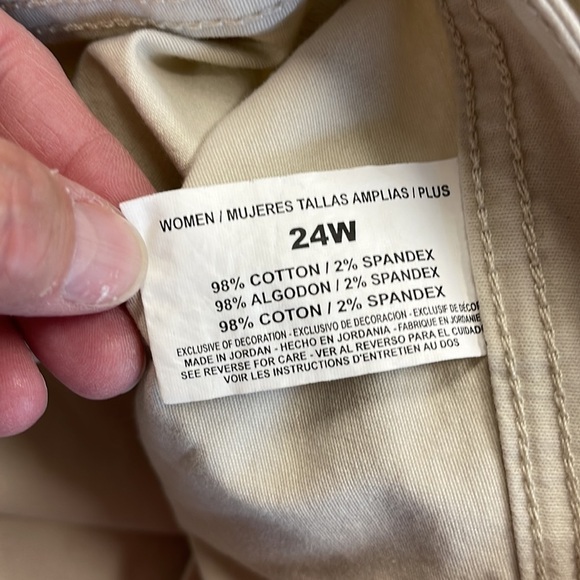 WOMEN / MUJERES TALLAS AMPLIAS / PLUS
24W
98% COTTON / 2% SPANDEX
98% ALGODON / 2% SPANDEX
98% COTON / 2% SPANDEX
EXCLUSIVE OF DECORATION - EXCLUSIVO DE DECORACION - EXCLUSIF DE DÉCOR
MADE IN JORDAN - HECHO EN JORDANIA - FABRIQUE EN JORDANIE
SEE REVERSE FOR CARE - VER AL REVERSO PARA EL CUIDAD
VOIR LES INSTRUCTIONS D'ENTRETIEN AU DOS